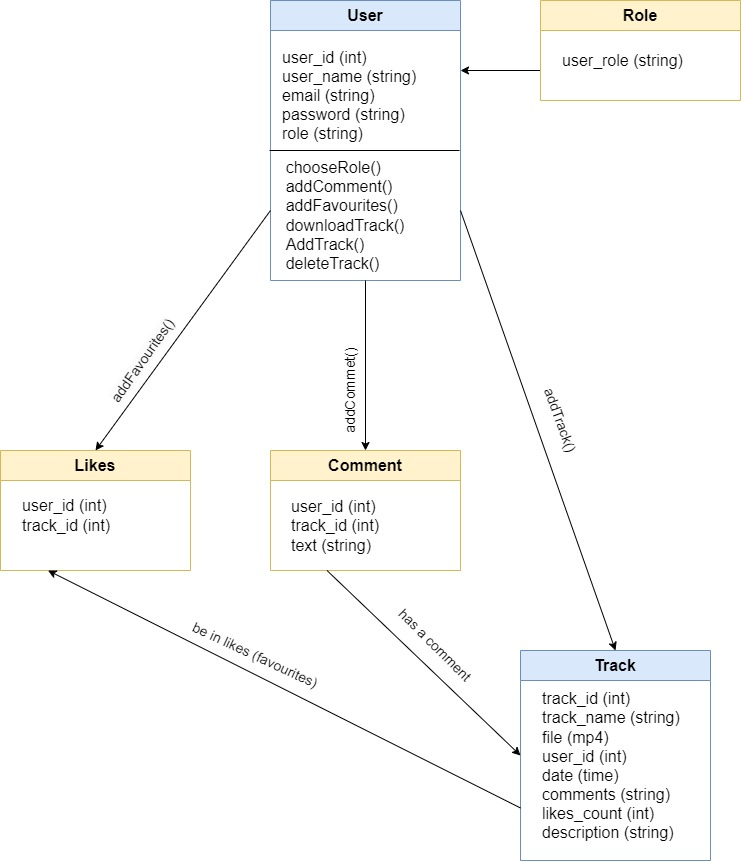 User
user_id (int)
user_name (string)
email (string)
password (string)
role (string)
chooseRole()
addComment()
addFavourites()
downloadTrack()
AddTrack()
deleteTrack()
Role
user_role (string)
addFavourites()
addCommet()
addTrack()
Likes
user_id (int)
track_id (int)
Comment
user_id (int)
track_id (int)
text (string)
be in likes (favourites)
has a comment
Track
track_id (int)
track_name (string)
file (mp4)
user_id (int)
date (time)
comments (string)
likes_count (int)
description (string)